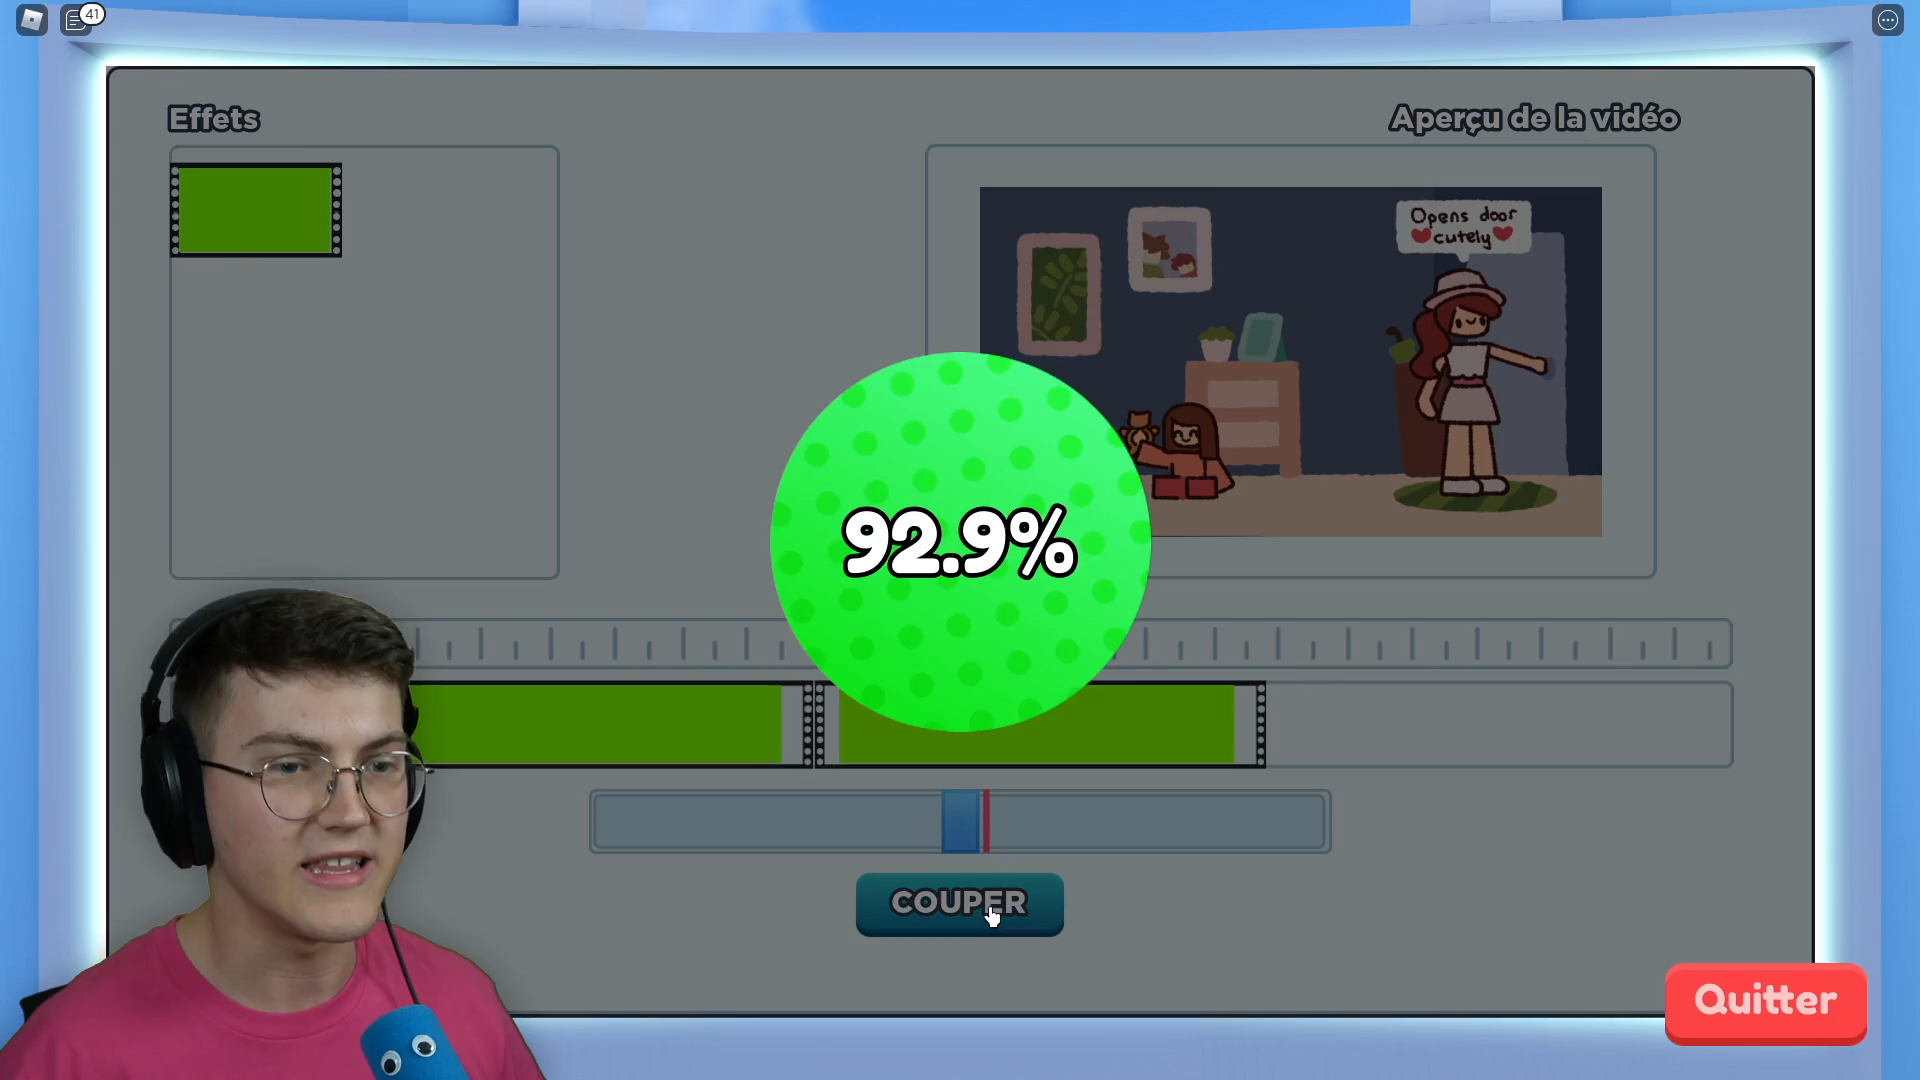 41
Effets
Aperçu de la vidéo
Opens door
cutely
92.9%
COUPER
Quitter